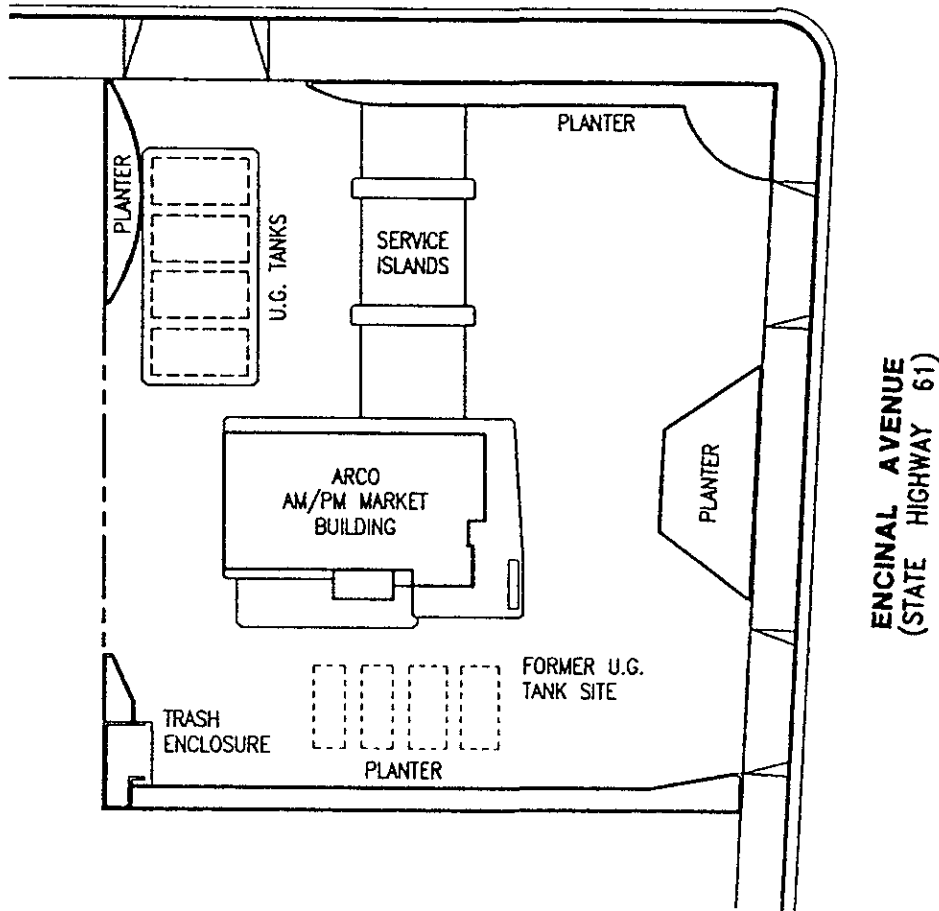 PLANTER
PLANTER
U.G. TANKS
SERVICE
ISLANDS
ARCO
AM/PM MARKET
BUILDING
PLANTER
ENCINAL AVENUE
(STATE HIGHWAY 61)
FORMER U.G.
TANK SITE
TRASH
ENCLOSURE
PLANTER